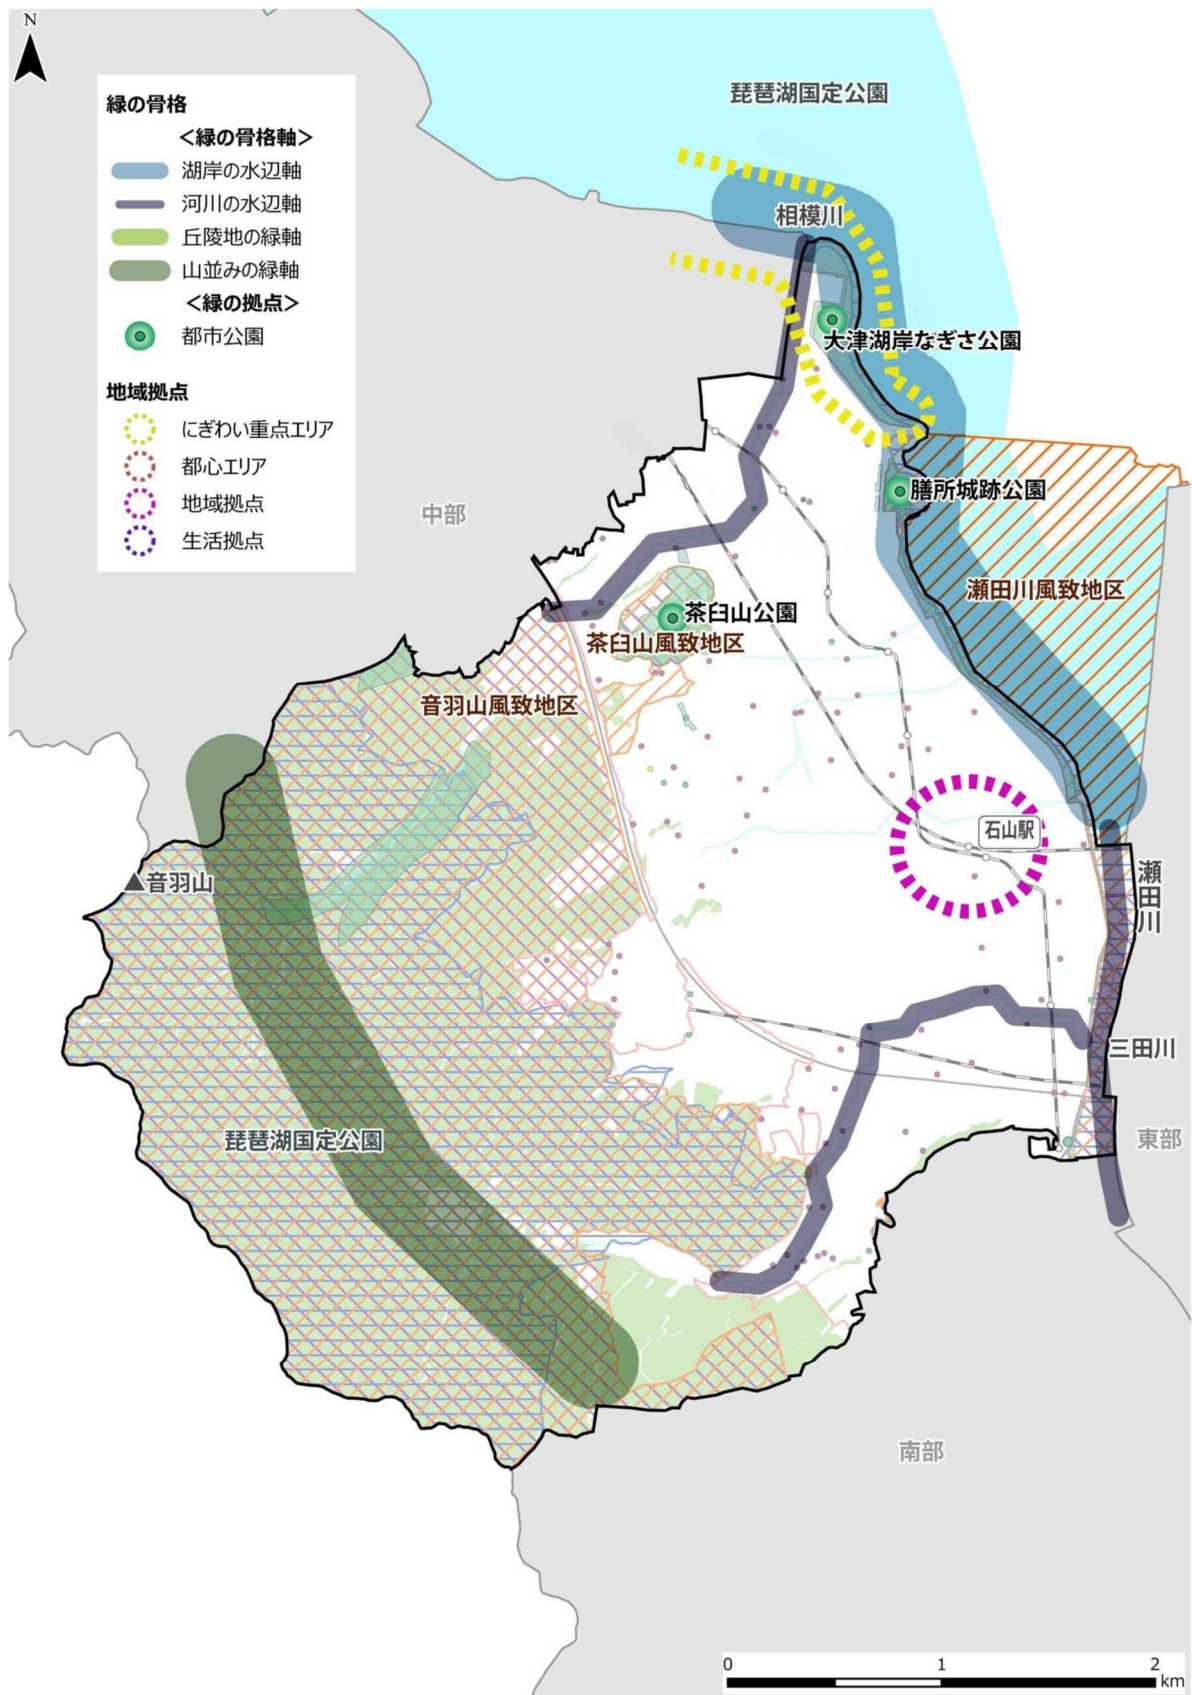 N
緑の骨格
＜緑の骨格軸＞
湖岸の水辺軸
河川の水辺軸
丘陵地の緑軸
山並みの緑軸
＜緑の拠点＞
都市公園
地域拠点
にぎわい重点エリア
都心エリア
地域拠点
生活拠点
琵琶湖国定公園
相模川
大津湖岸なぎさ公園
中部
膳所城跡公園
瀬田川風致地区
茶臼山公園
茶臼山風致地区
音羽山風致地区
石山駅
音羽山
瀬田川
三田川
琵琶湖国定公園
東部
南部
0 1 2
km